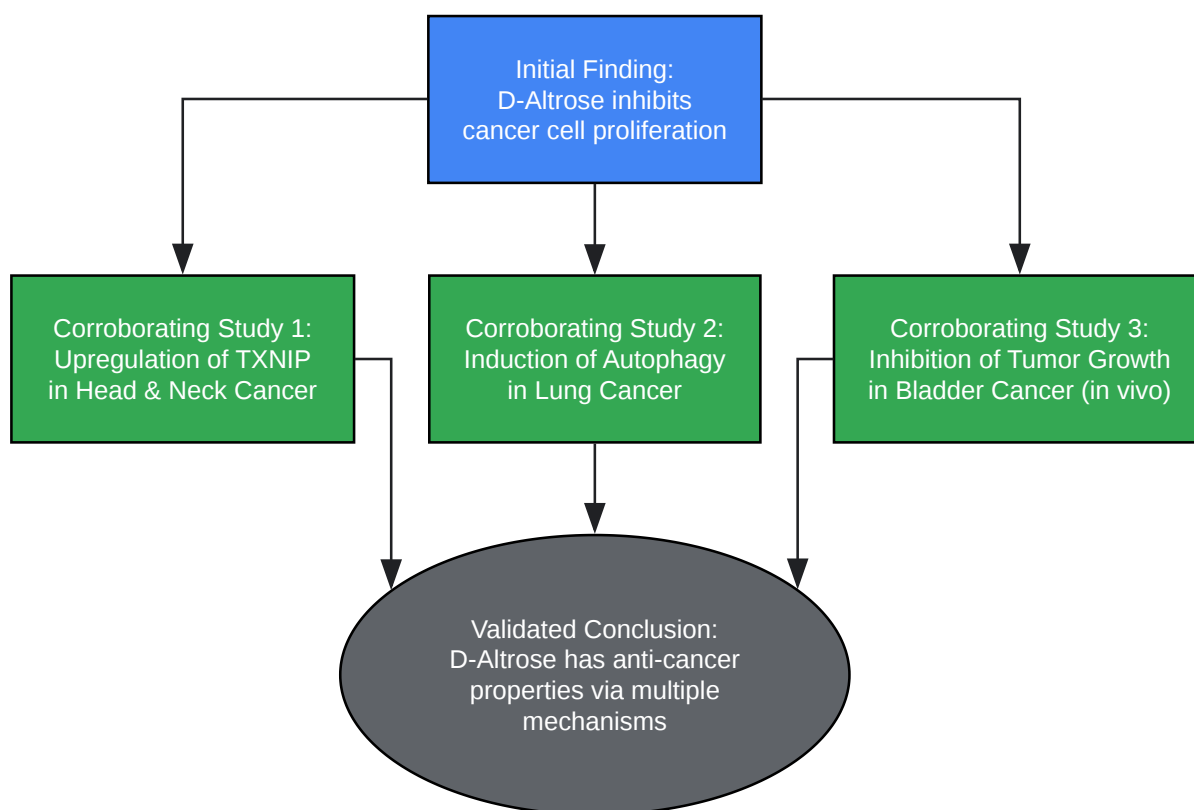 Initial Finding:
D-Altrose inhibits
cancer cell proliferation
Corroborating Study 1:
Upregulation of TXNIP
in Head & Neck Cancer
Corroborating Study 2:
Induction of Autophagy
in Lung Cancer
Corroborating Study 3:
Inhibition of Tumor Growth
in Bladder Cancer (in vivo)
Validated Conclusion:
D-Altrose has anti-cancer
properties via multiple
mechanisms